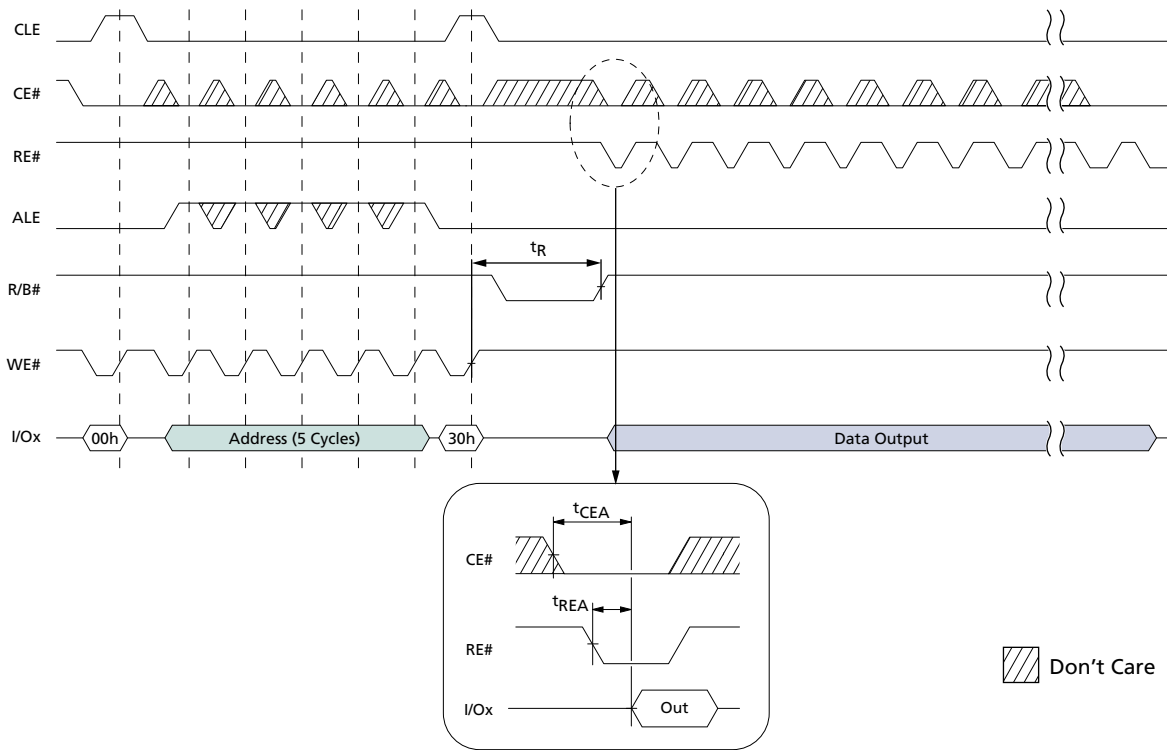 CLE
CE#
RE#
ALE
tR
R/B#
WE#
I/Ox
00h
Address (5 Cycles)
30h
Data Output
tCEA
CE#
tREA
RE#
I/Ox
Out
Don't Care